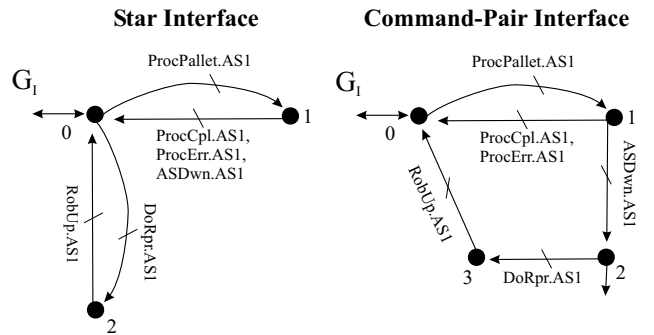 Star Interface
G_I
ProcPallet.AS1
0
1
ProcCpl.AS1,
ProcErr.AS1,
ASDwn.AS1
RobUp.AS1
DoRpr.AS1
2
Command-Pair Interface
G_I
ProcPallet.AS1
0
1
ProcCpl.AS1,
ProcErr.AS1
ASDwn.AS1
RobUp.AS1
3
2
DoRpr.AS1